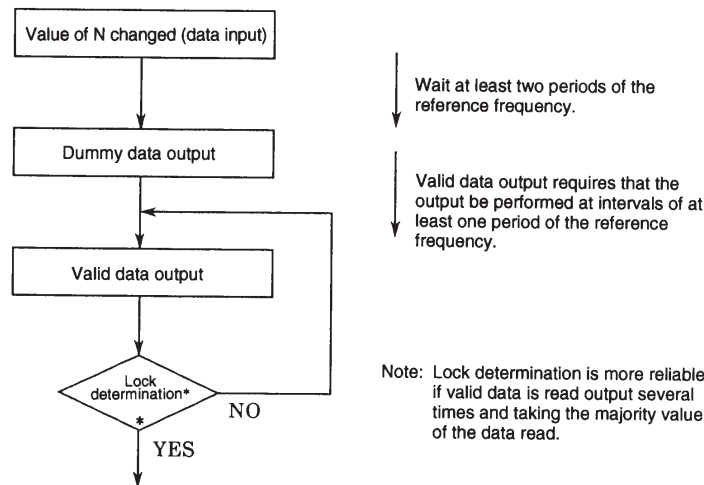 Value of N changed (data input)
Wait at least two periods of the
reference frequency.
Dummy data output
Valid data output requires that the
output be performed at intervals of at
least one period of the reference
frequency.
Valid data output
Lock
determination*
*
NO
YES
Note: Lock determination is more reliable
if valid data is read output several
times and taking the majority value
of the data read.